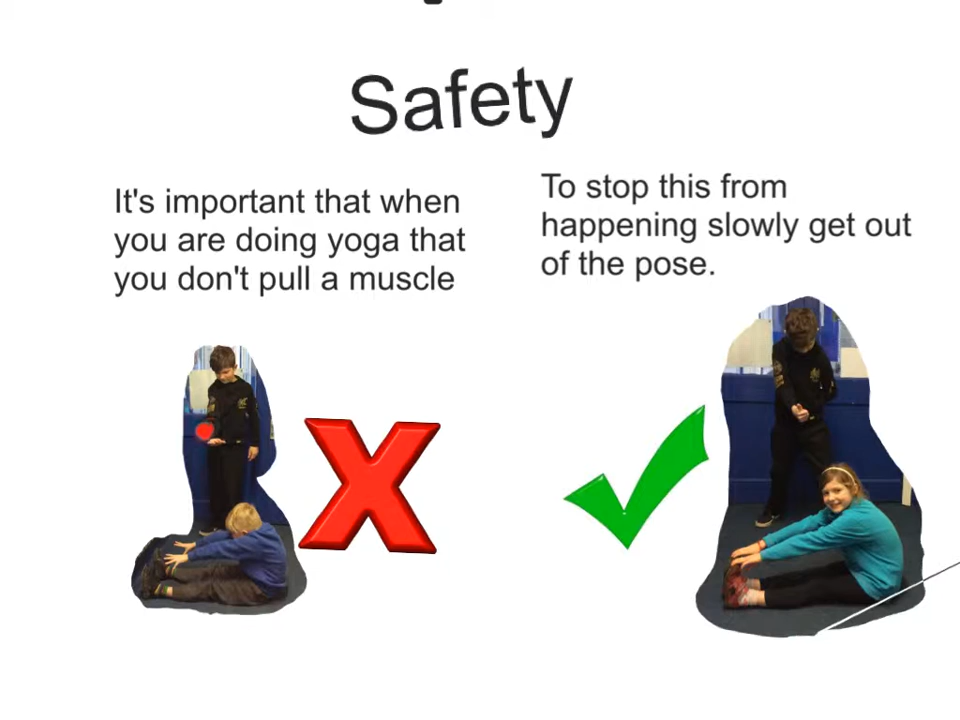 Safety
It's important that when
you are doing yoga that
you don't pull a muscle
To stop this from
happening slowly get out
of the pose.